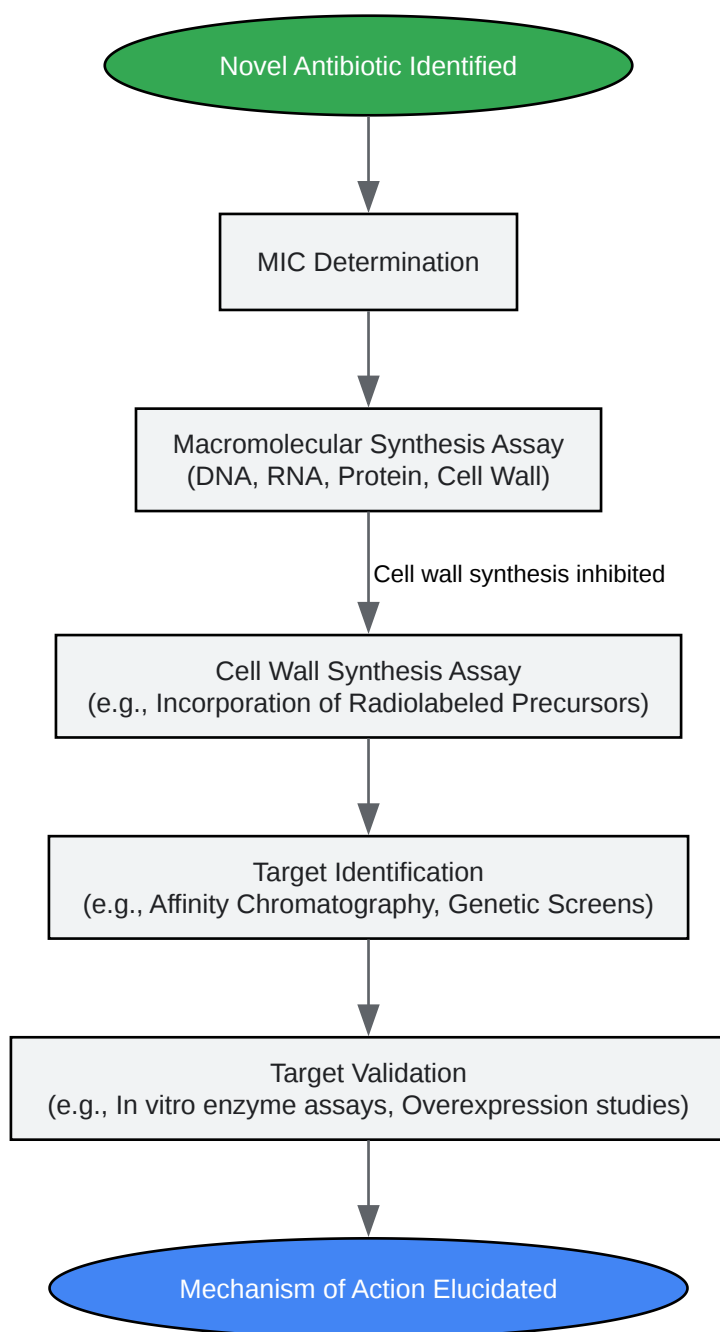 Novel Antibiotic Identified
MIC Determination
Macromolecular Synthesis Assay
(DNA, RNA, Protein, Cell Wall)
Cell wall synthesis inhibited
Cell Wall Synthesis Assay
(e.g., Incorporation of Radiolabeled Precursors)
Target Identification
(e.g., Affinity Chromatography, Genetic Screens)
Target Validation
(e.g., In vitro enzyme assays, Overexpression studies)
Mechanism of Action Elucidated